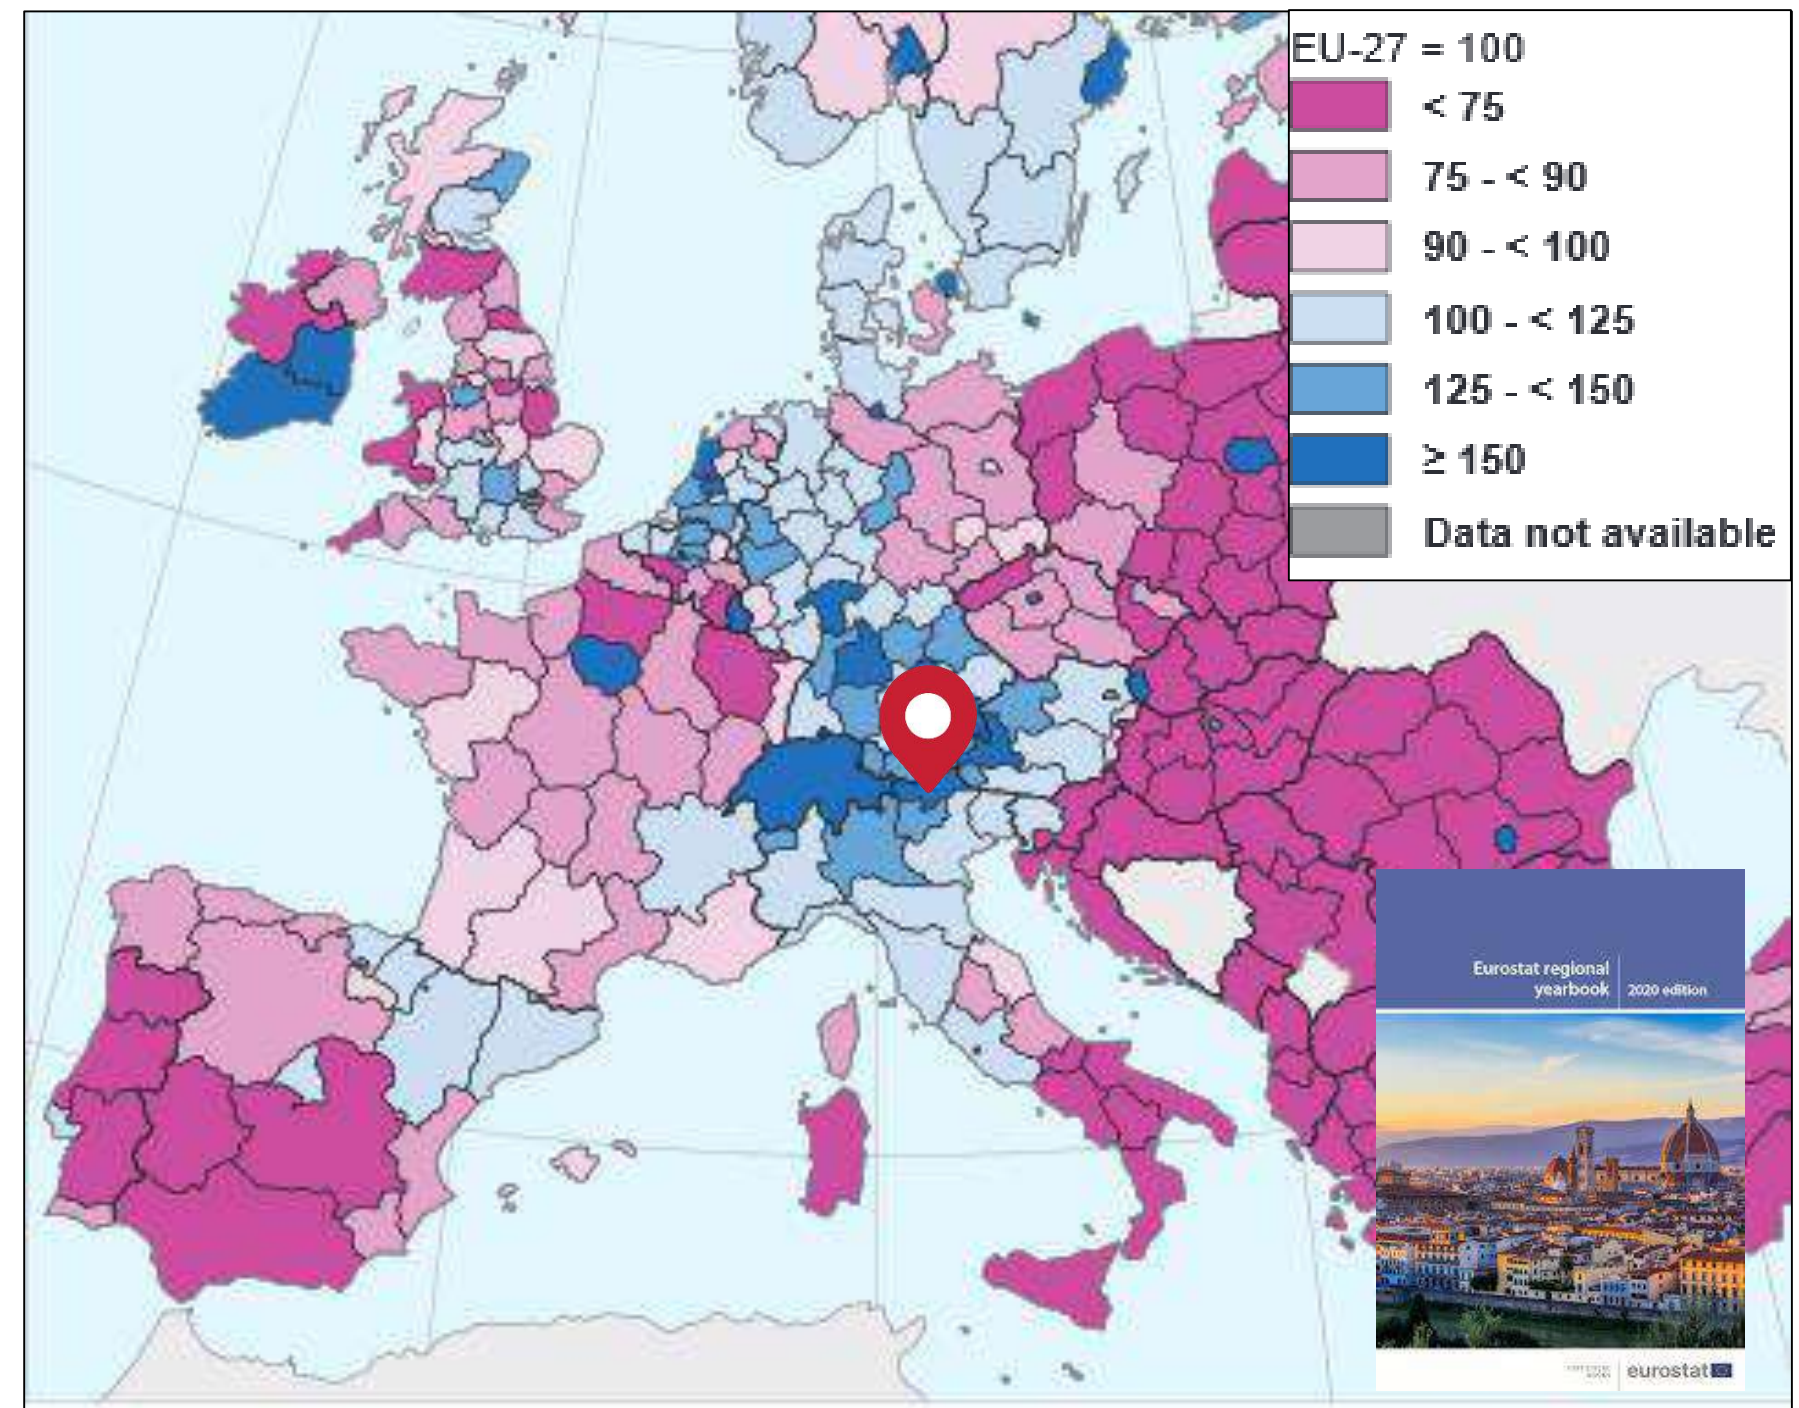 EU-27 = 100
< 75
75 - < 90
90 - < 100
100 - < 125
125 - < 150
≥ 150
Data not available
Eurostat regional
yearbook
2020 edition
eurostat